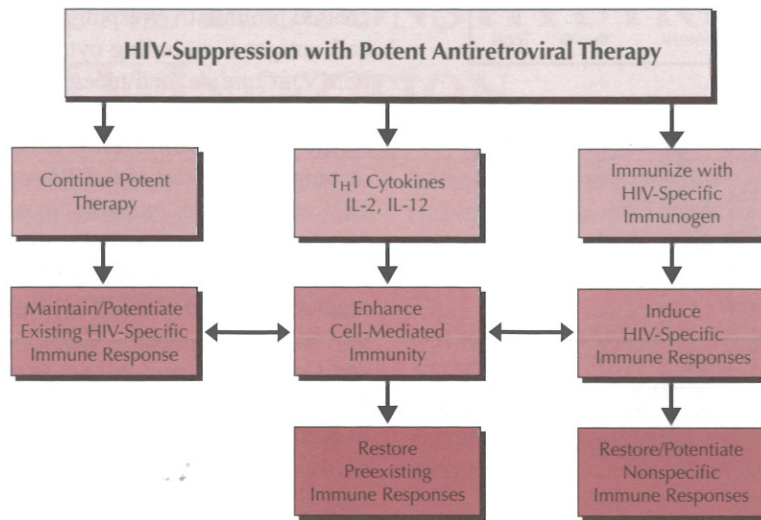 HIV-Suppression with Potent Antiretroviral Therapy
Continue Potent
Therapy
TH1 Cytokines
IL-2, IL-12
Immunize with
HIV-Specific
Immunogen
Maintain/Potentiate
Existing HIV-Specific
Immune Response
Enhance
Cell-Mediated
Immunity
Induce
HIV-Specific
Immune Responses
Restore
Preexisting
Immune Responses
Restore/Potentiate
Nonspecific
Immune Responses